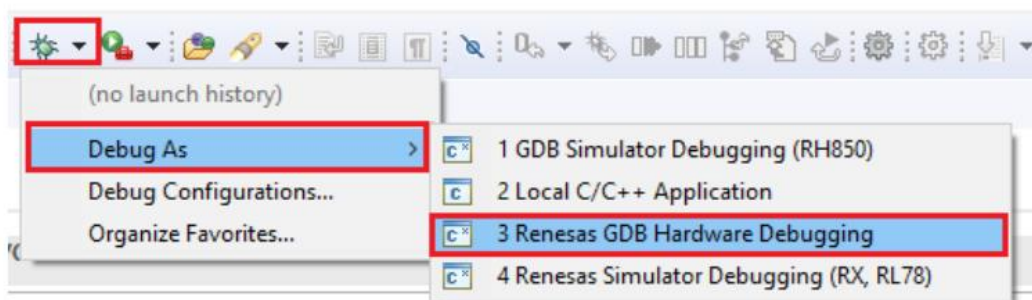 (no launch history)
Debug As
Debug Configurations...
Organize Favorites...
1 GDB Simulator Debugging (RH850)
2 Local C/C++ Application
3 Renesas GDB Hardware Debugging
4 Renesas Simulator Debugging (RX, RL78)